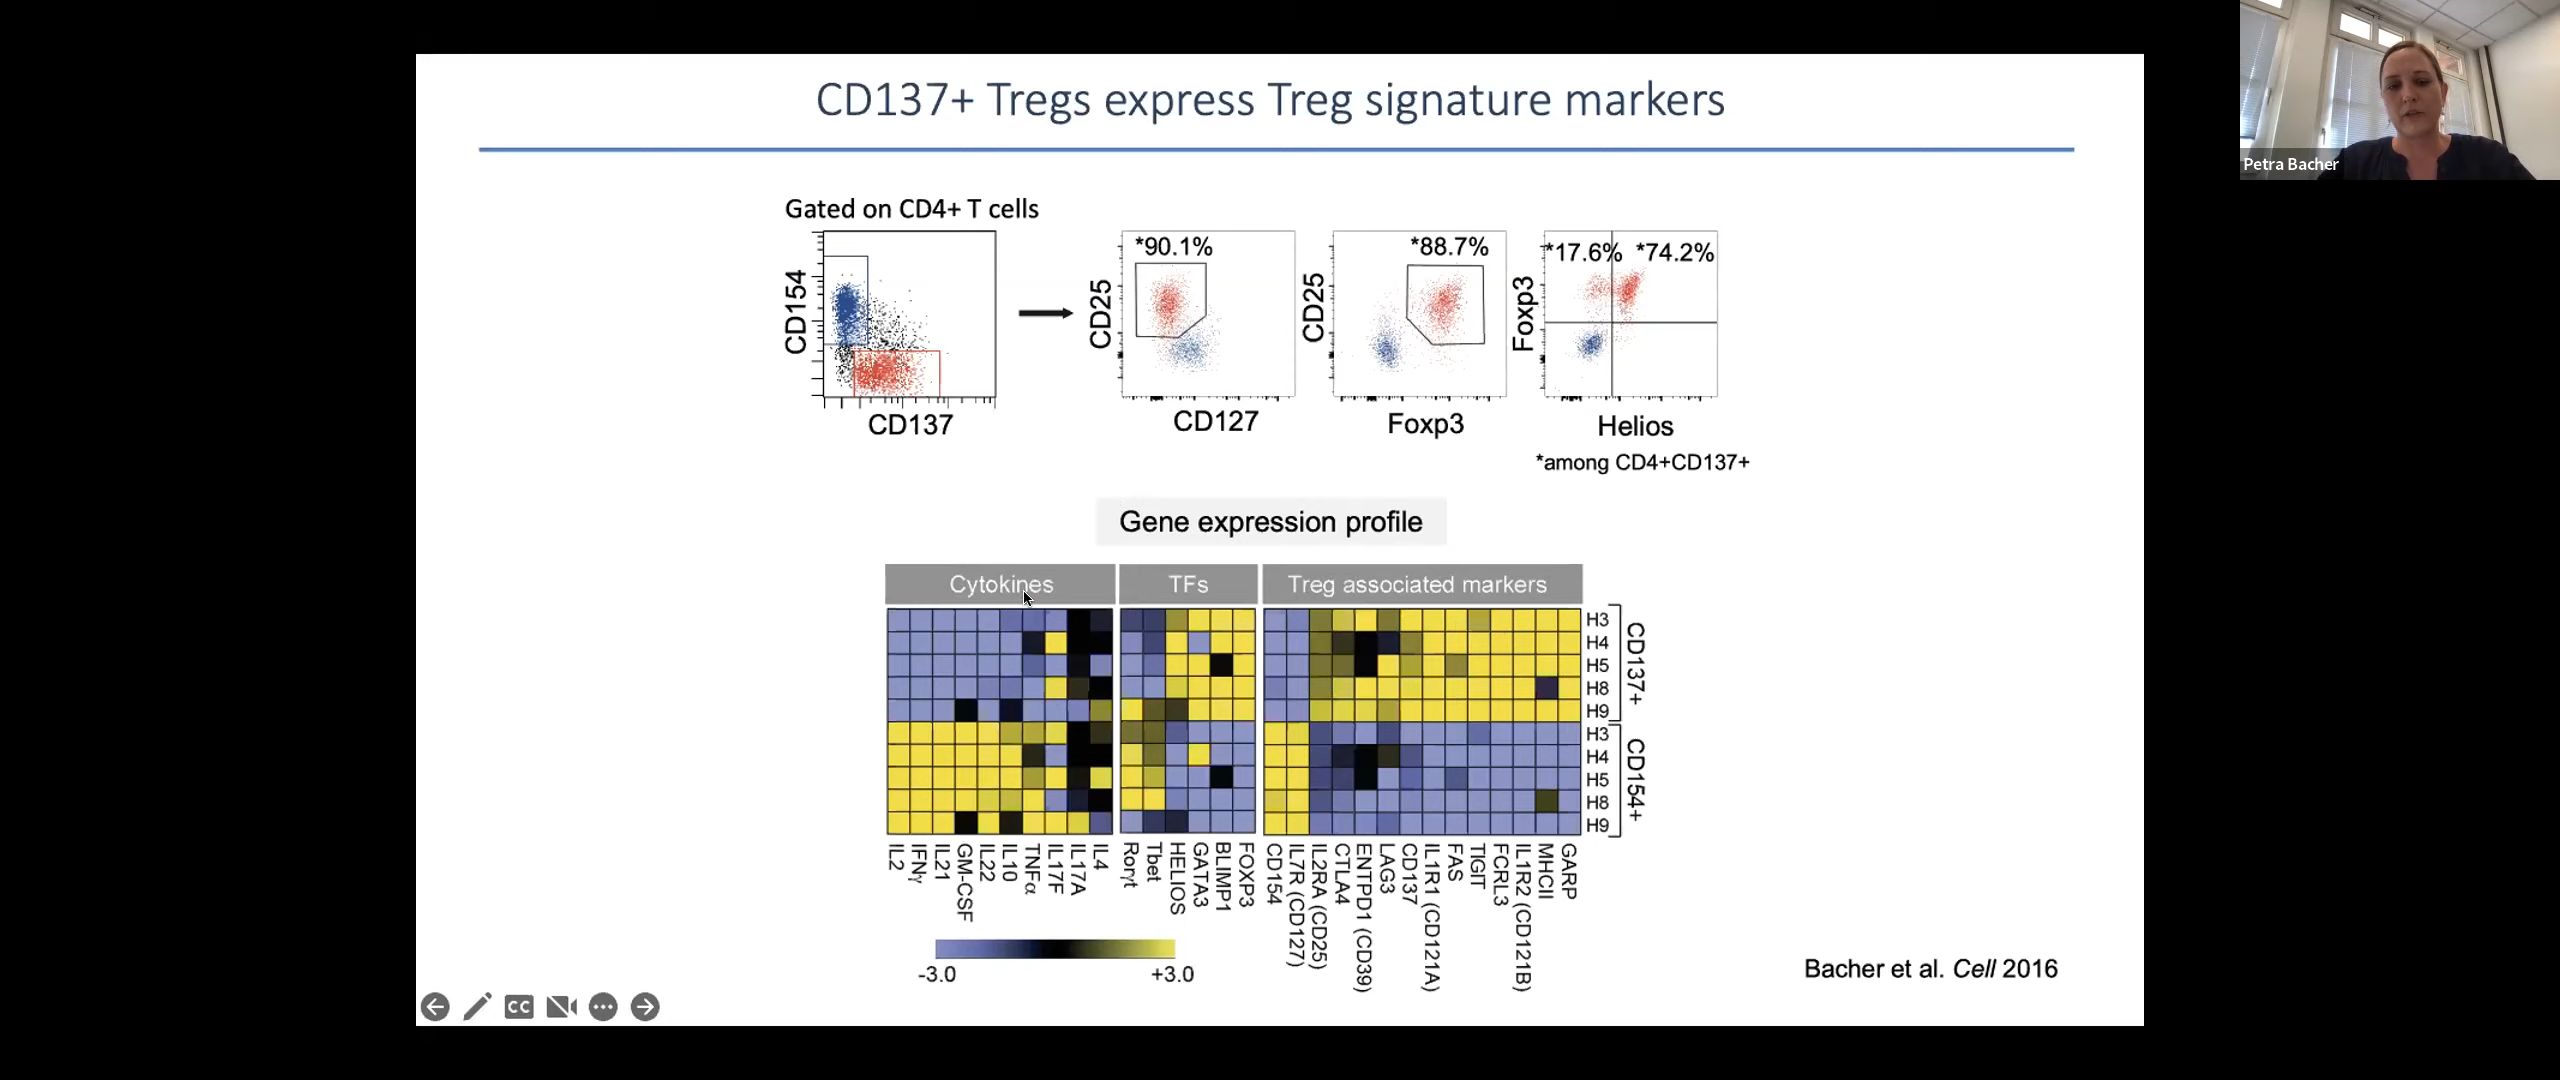 CD137+ Tregs express Treg signature markers
Petra Bacher
Gated on CD4+ T cells
CD154
CD137
*90.1%
CD25
CD127
*88.7%
CD25
Foxp3
*17.6% *74.2%
Foxp3
Helios
*among CD4+CD137+
Gene expression profile
Cytokines
TFs
Treg associated markers
H3
H4
H5
H8
H9
CD137+
H3
H4
H5
H8
H9
CD154+
IL2
IFNγ
IL21
GM-CSF
IL22
IL10
TNFα
IL17F
IL17A
IL4
Rorγt
Tbet
HELIOS
GATA3
BLIMP1
FOXP3
CD154
IL7R (CD127)
IL2RA (CD25)
CTLA4
ENTPD1 (CD39)
LAG3
CD137
IL1R1 (CD121A)
FAS
TIGIT
FCRL3
IL1R2 (CD121B)
MHCII
GARP
-3.0
+3.0
Bacher et al. Cell 2016
CC